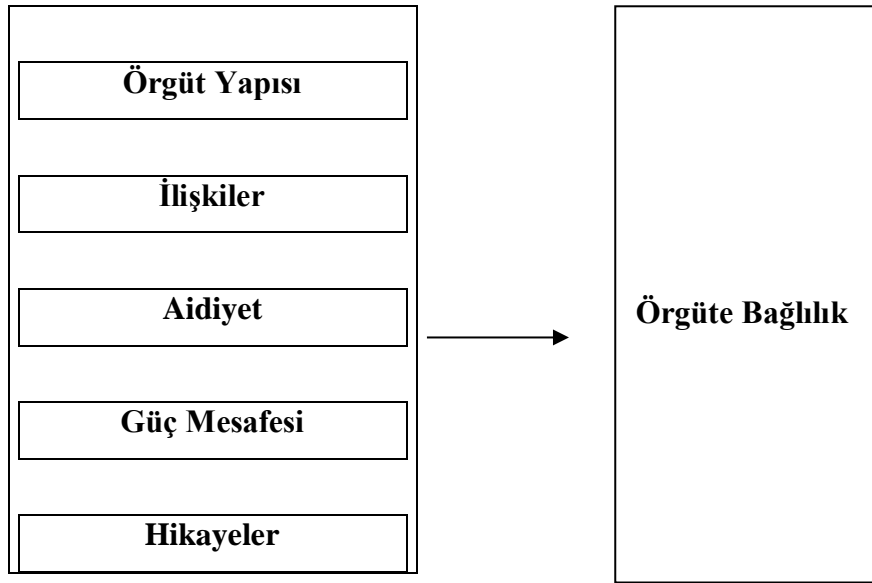 Örgüt Yapısı
İlişkiler
Aidiyet
Örgüte Bağlılık
Güç Mesafesi
Hikayeler